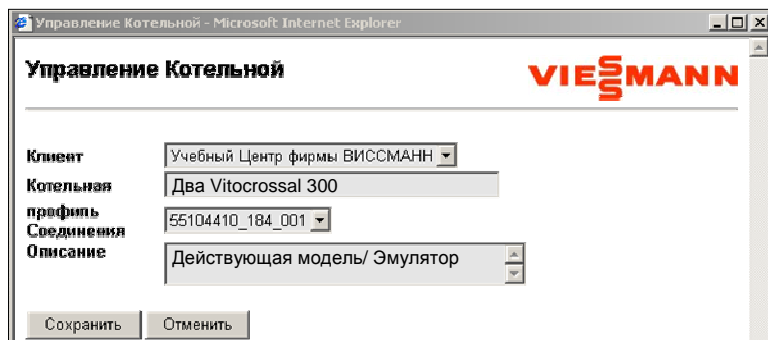 Управление Котельной - Microsoft Internet Explorer
Управление Котельной
VIESSMANN
Клиент
Учебный Центр фирмы ВИССМАНН
Котельная
Два Vitocrossal 300
профиль
Соединения
55104410_184_001
Описание
Действующая модель/ Эмулятор
Сохранить
Отменить